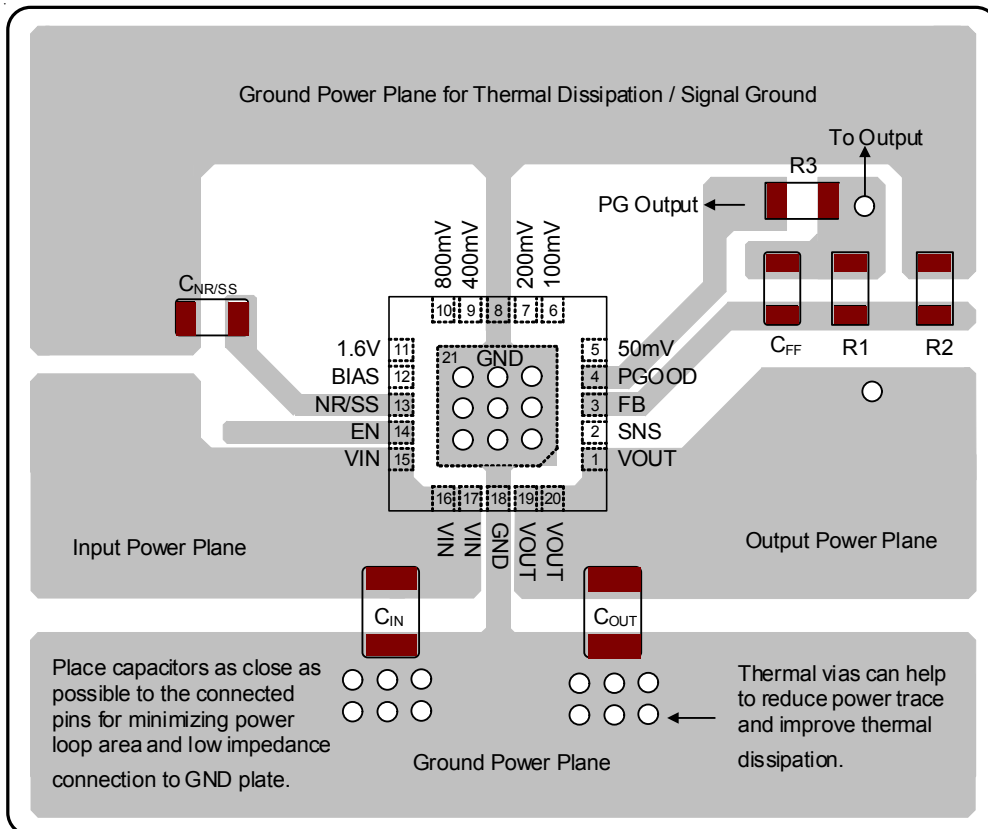 Ground Power Plane for Thermal Dissipation / Signal Ground
To Output
R3
PG Output
800mV
400mV
200mV
100mV
CNR/SS
10
9
8
7
6
1.6V
11
21
GND
5
50mV
BIAS
12
4
PGOOD
NR/SS
13
3
FB
EN
14
2
SNS
VIN
15
1
VOUT
CFF
R1
R2
16
17
18
19
20
VIN
VIN
GND
VOUT
VOUT
Input Power Plane
Output Power Plane
CIN
COUT
Place capacitors as close as
possible to the connected
pins for minimizing power
loop area and low impedance
connection to GND plate.
Thermal vias can help
to reduce power trace
and improve thermal
dissipation.
Ground Power Plane